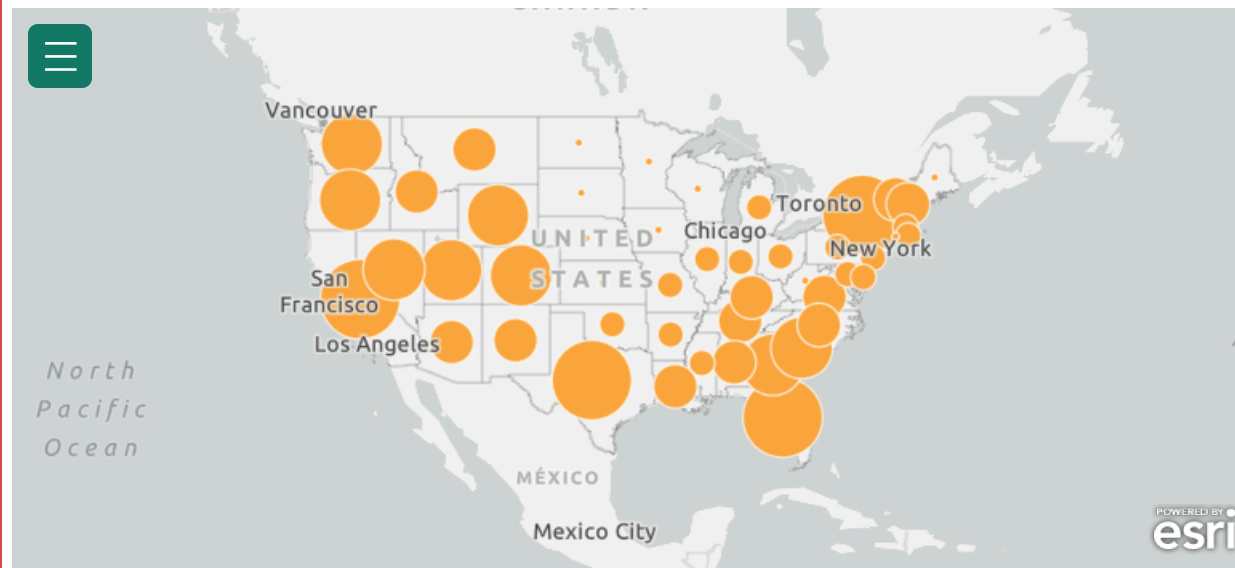 Vancouver
Toronto
Chicago
UNITED
New York
San
STATES
Francisco
Los Angeles
North
Pacific
Ocean
MÉXICO
Mexico City
POWERED BY
esri